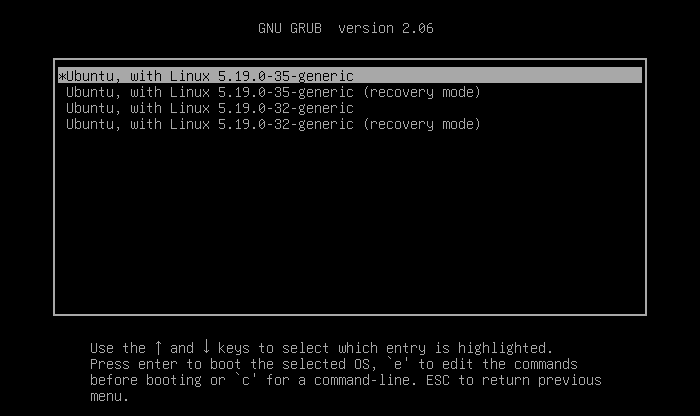 GNU GRUB  version 2.06
*Ubuntu, with Linux 5.19.0-35-generic
Ubuntu, with Linux 5.19.0-35-generic (recovery mode)
Ubuntu, with Linux 5.19.0-32-generic
Ubuntu, with Linux 5.19.0-32-generic (recovery mode)
Use the ↑ and ↓ keys to select which entry is highlighted.
Press enter to boot the selected OS, `e' to edit the commands
before booting or `c' for a command-line. ESC to return previous
menu.